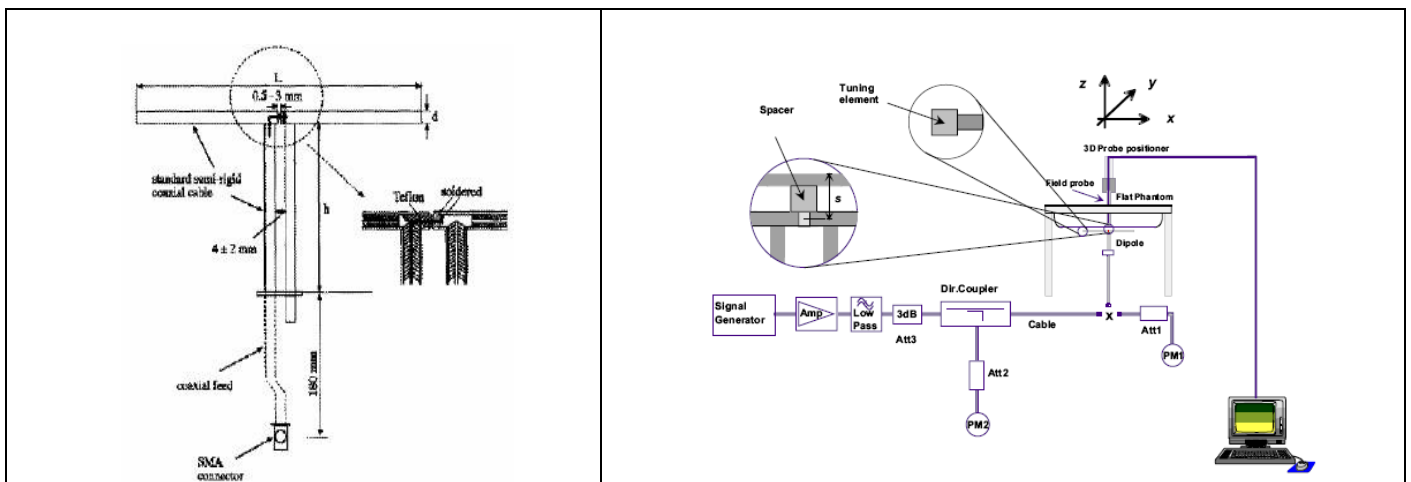 L
0.5–3 mm
d
standard semi-rigid
coaxial cable
h
Teflon
soldered
4 ± 2 mm
180 mm
coaxial feed
SMA
connector
Tuning
element
Spacer
s
z
y
x
3D Probe positioner
Field probe
Flat Phantom
Dipole
Signal
Generator
Amp
Low
Pass
3dB
Att3
Dir.Coupler
Cable
x
Att1
PM1
Att2
PM2